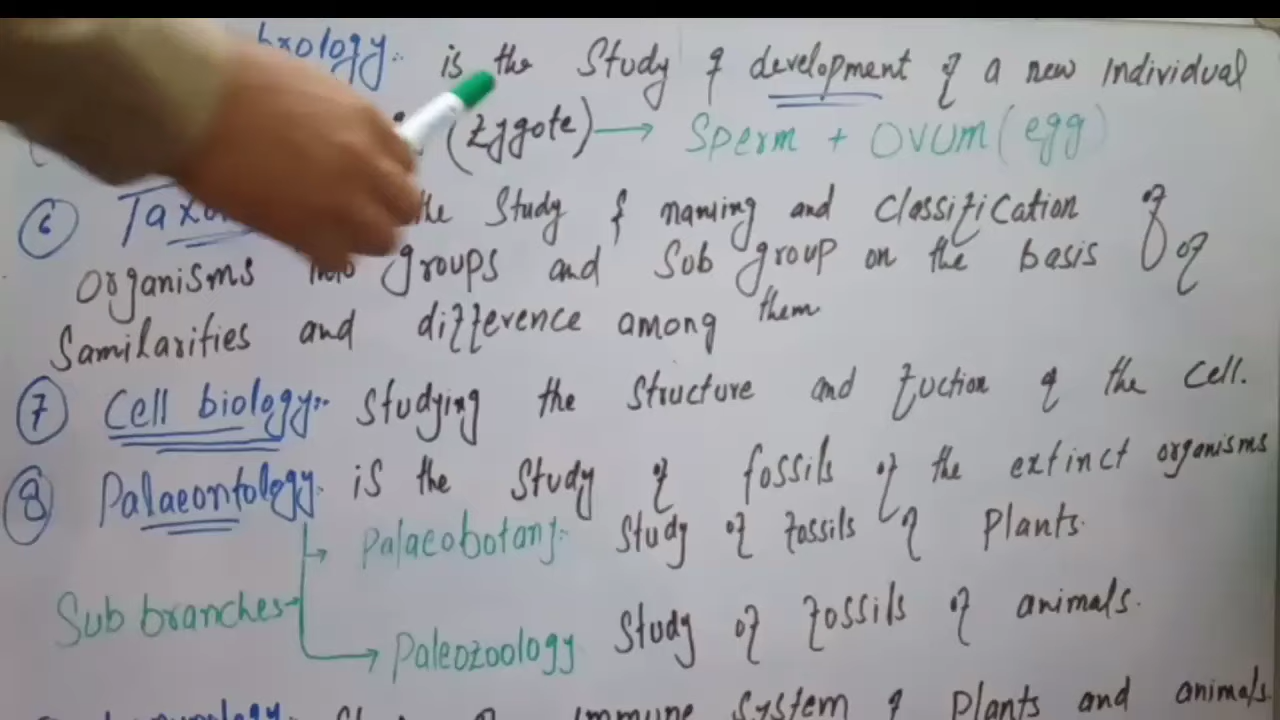 is the Study of development of a new individual
(Zygote) → Sperm + OVUM (egg)
⑥ the Study of naming and classification of
organisms into groups and Sub group on the basis of
Samilarities and difference among them
⑦ Cell biology:- Studying the Structure and fuction of the Cell.
⑧ Palaeontology. is the Study of fossils of the extinct organisms
Palaeobotany:- Study of fossils of Plants.
Sub branches
Paleozoology Study of fossils of animals.
immune System of Plants and animals.